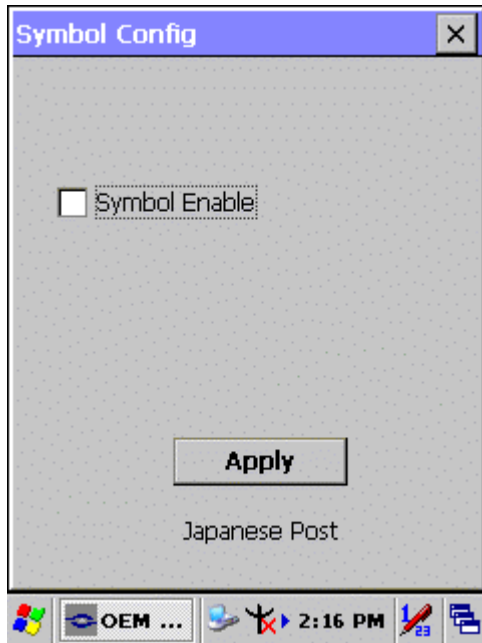 Symbol Config
Symbol Enable
Apply
Japanese Post
OEM ... 2:16 PM